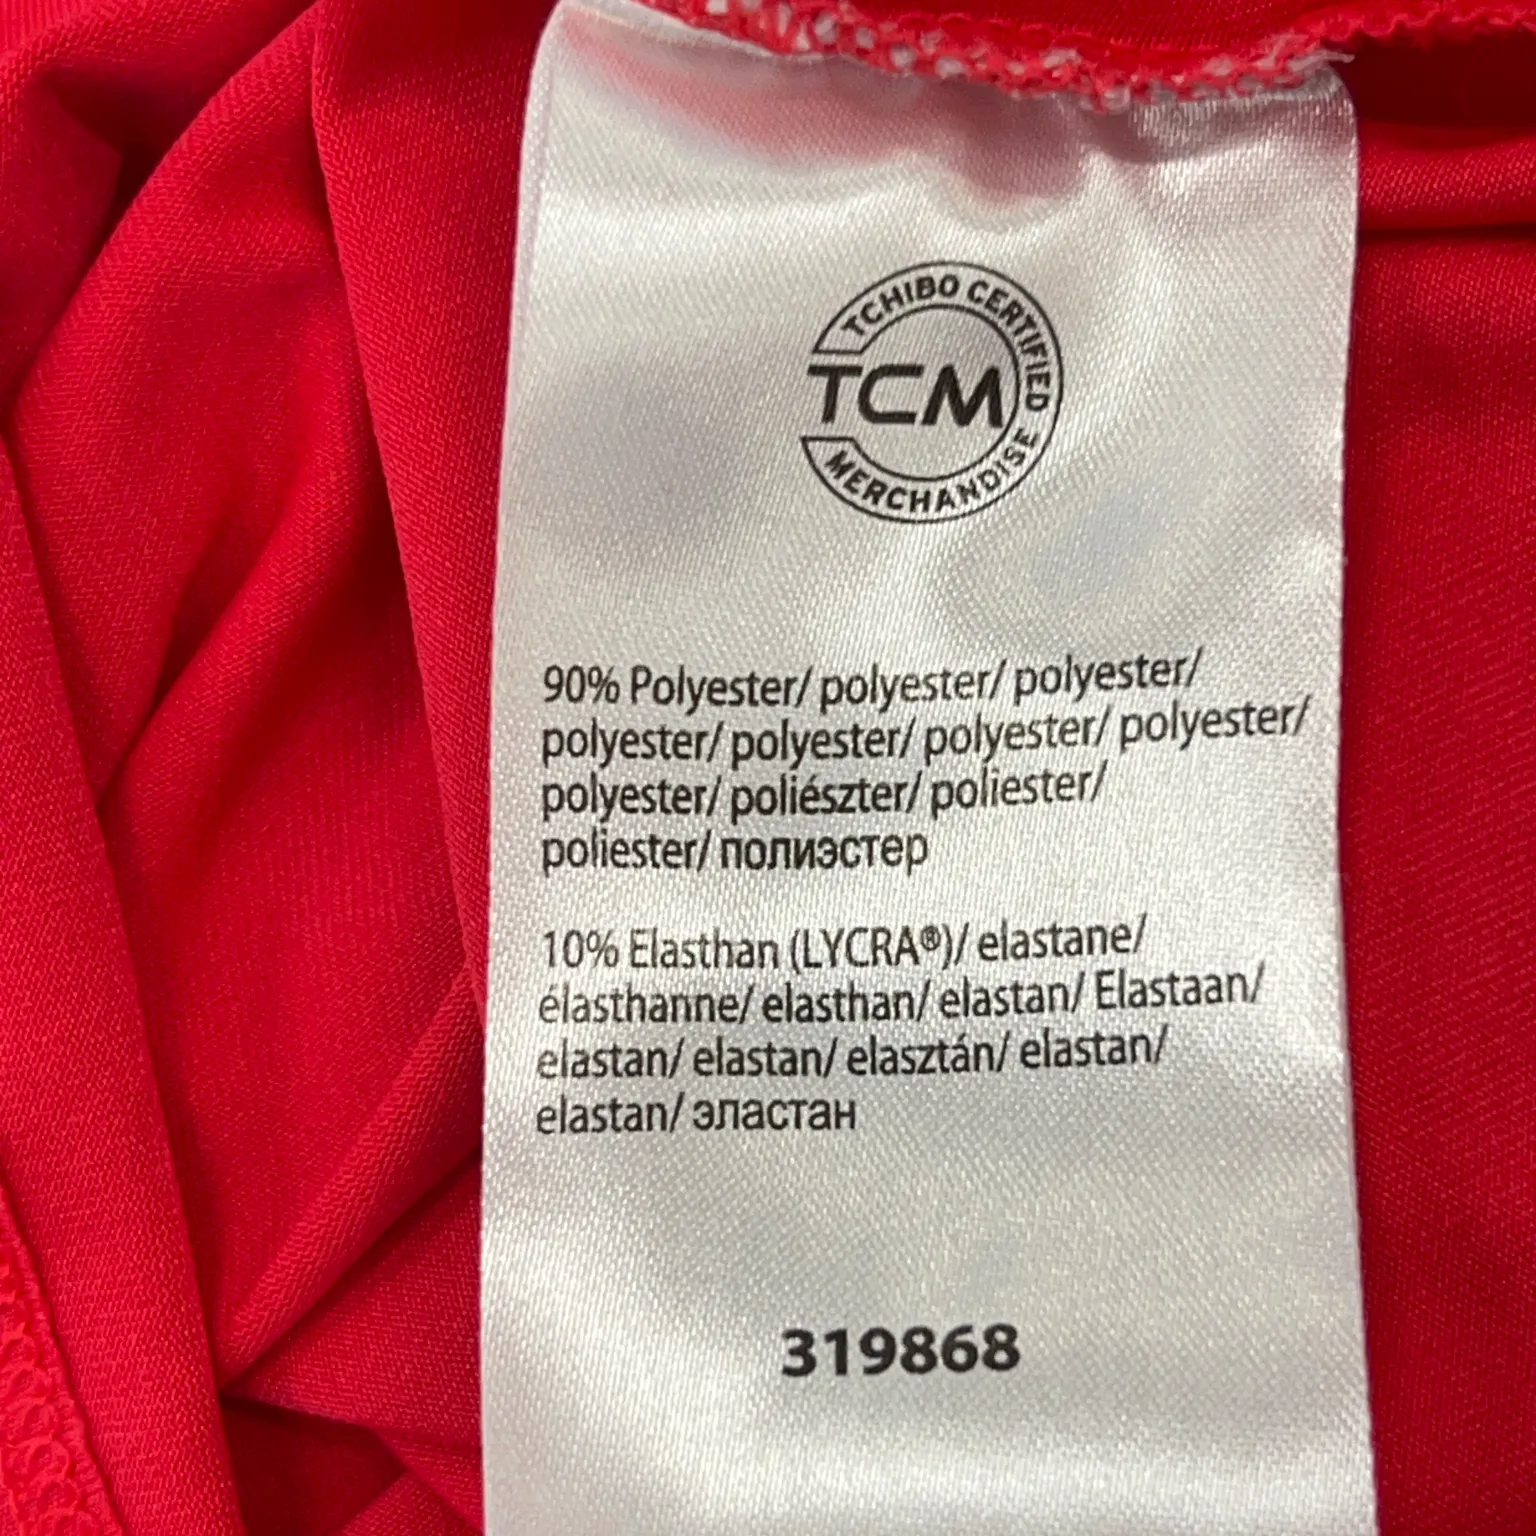 TCHIBO CERTIFIED
TCM
MERCHANDISE
90% Polyester/ polyester/ polyester/
polyester/ polyester/ polyester/ polyester/
polyester/ poliészter/ poliester/
poliester/ полиэстер
10% Elasthan (LYCRA®)/ elastane/
élasthanne/ elasthan/ elastan/ Elastaan/
elastan/ elastan/ elasztán/ elastan/
elastan/ эластан
319868